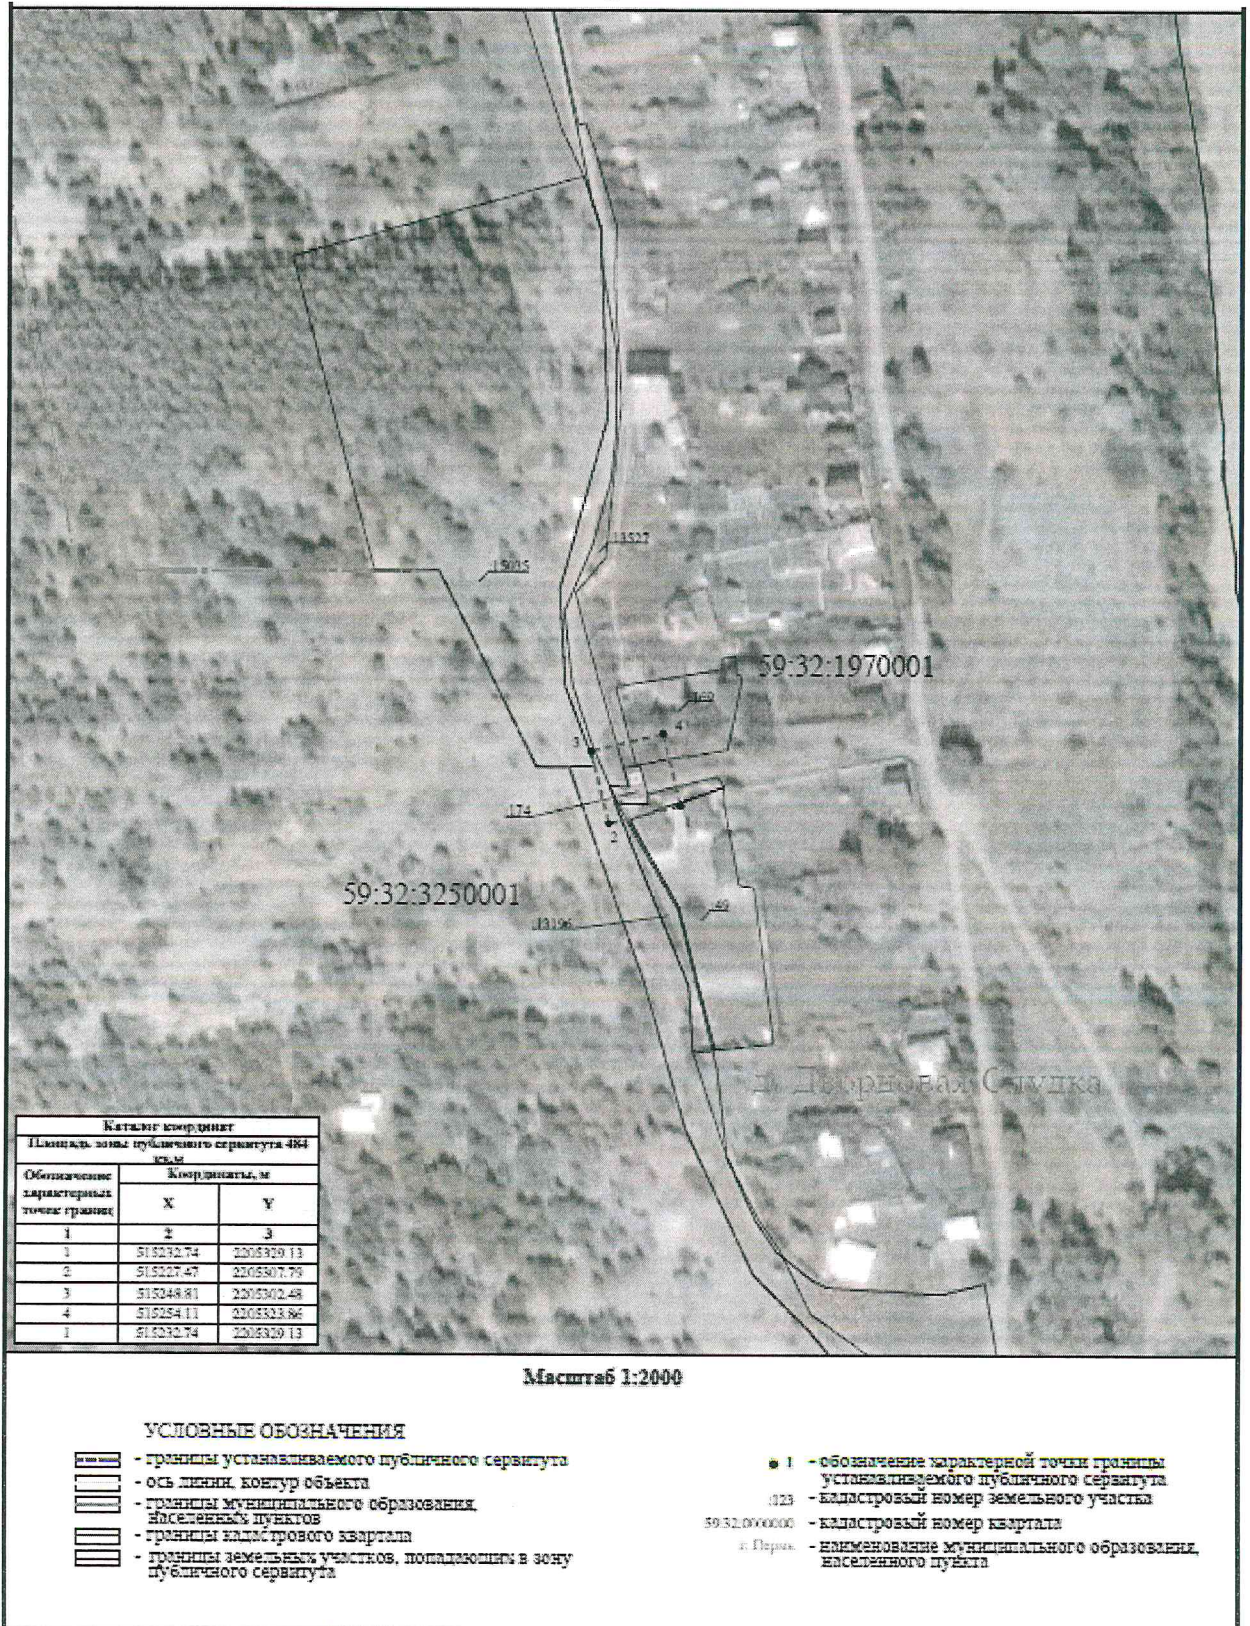 :13527
:15035
59:32:1970001
:169
4
3
:174
2
59:32:3250001
:49
:13196
д. Дворцовая Слудка
Каталог координат
Площадь зоны публичного сервитута 484
кв.м
Обозначение характерных точек границ
Координаты, м
X Y
1 2 3
1 515232.74 2205329.13
2 515227.47 2205307.79
3 515248.81 2205302.48
4 515254.11 2205323.86
1 515232.74 2205329.13
Масштаб 1:2000
УСЛОВНЫЕ ОБОЗНАЧЕНИЯ
- границы устанавливаемого публичного сервитута
- ось линии, контур объекта
- границы муниципального образования,
населенных пунктов
- границы кадастрового квартала
- границы земельных участков, попадающих в зону
публичного сервитута
1 - обозначение характерной точки границы
устанавливаемого публичного сервитута
:123 - кадастровый номер земельного участка
59:32:0000000 - кадастровый номер квартала
г. Пермь - наименование муниципального образования,
населенного пункта